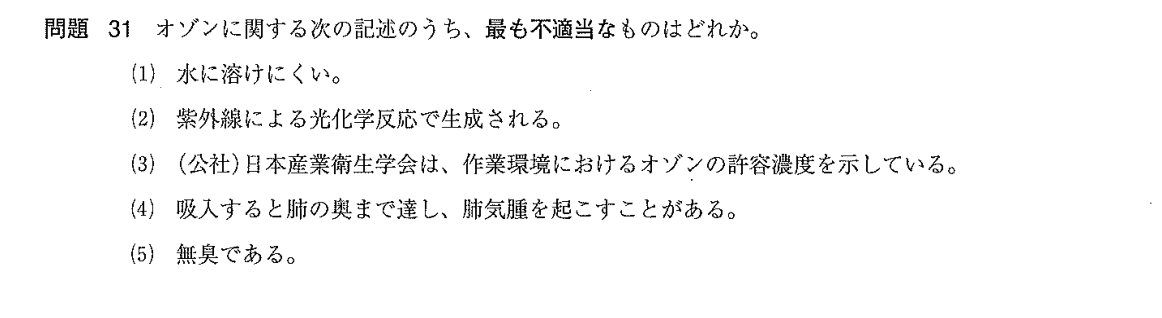 問題 31 オゾンに関する次の記述のうち、最も不適当なものはどれか。
(1) 水に溶けにくい。
(2) 紫外線による光化学反応で生成される。
(3) (公社)日本産業衛生学会は、作業環境におけるオゾンの許容濃度を示している。
(4) 吸入すると肺の奥まで達し、肺気腫を起こすことがある。
(5) 無臭である。